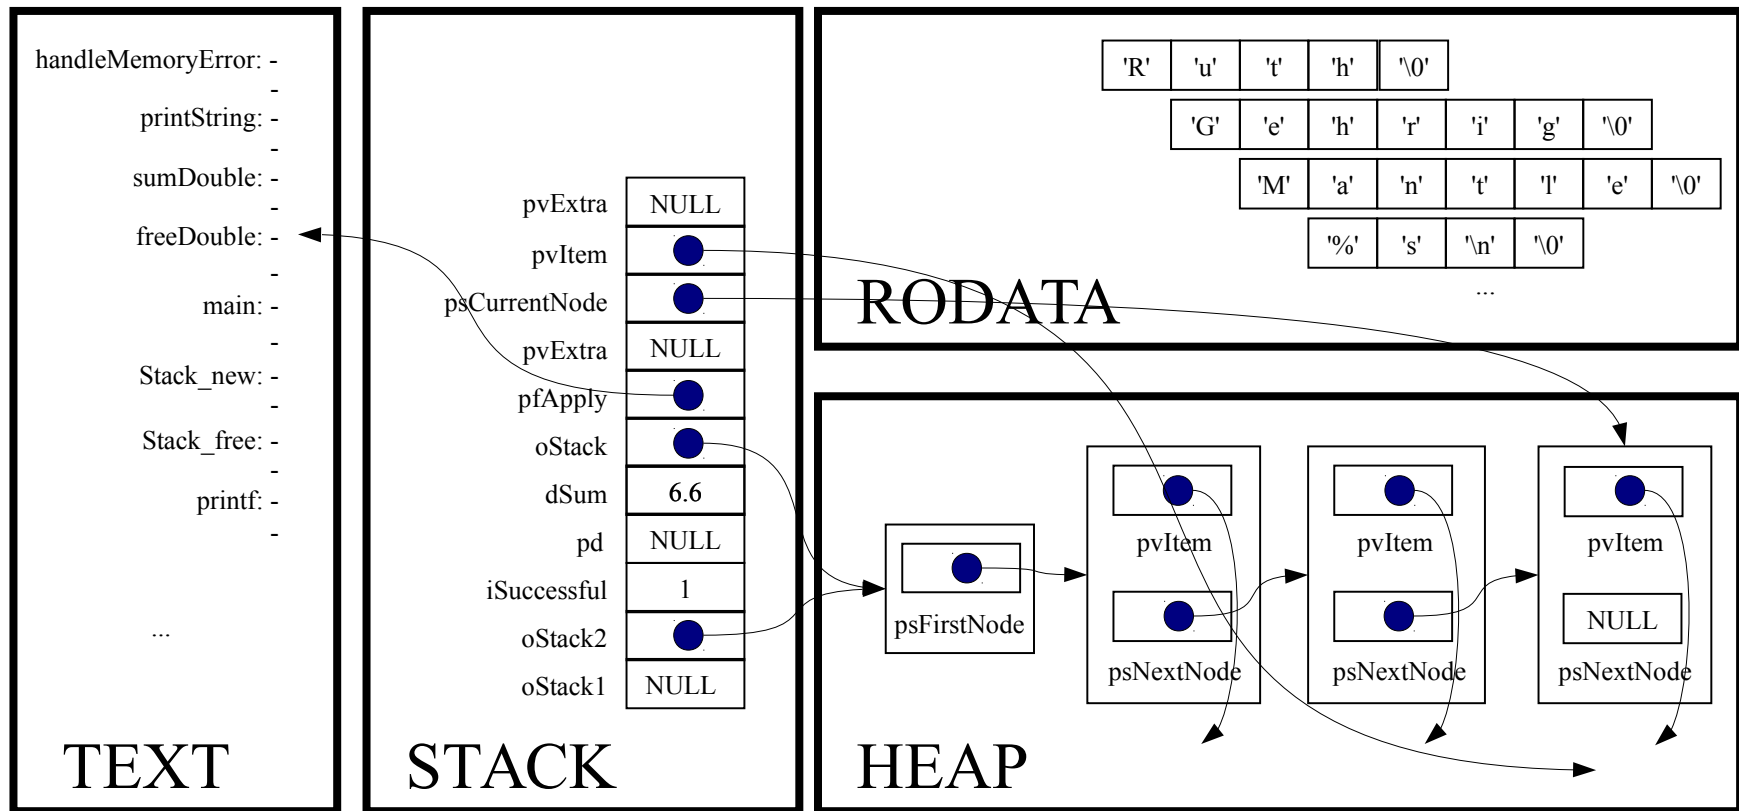 handleMemoryError: -
-
printString: -
-
sumDouble: -
-
freeDouble: -
-
main: -
-
Stack_new: -
-
Stack_free: -
-
printf: -
-
...
TEXT
pvExtra NULL
pvItem
psCurrentNode
pvExtra NULL
pfApply
oStack
dSum 6.6
pd NULL
iSuccessful 1
oStack2
oStack1 NULL
STACK
'R' 'u' 't' 'h' '\0'
'G' 'e' 'h' 'r' 'i' 'g' '\0'
'M' 'a' 'n' 't' 'l' 'e' '\0'
'%' 's' '\n' '\0'
...
RODATA
pvItem pvItem pvItem
psFirstNode NULL
psNextNode psNextNode psNextNode
HEAP